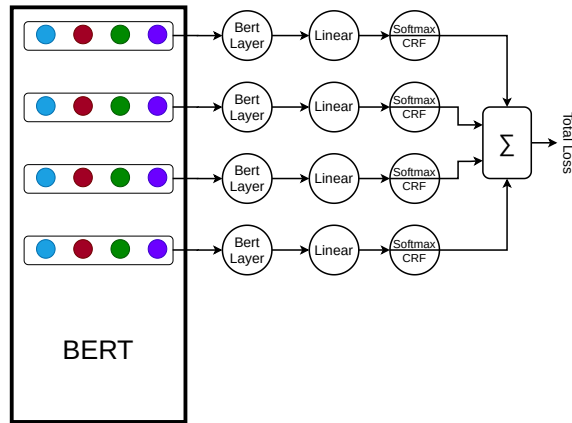 Bert
Layer
Linear
Softmax
CRF
Bert
Layer
Linear
Softmax
CRF
Σ
Total Loss
Bert
Layer
Linear
Softmax
CRF
Bert
Layer
Linear
Softmax
CRF
BERT